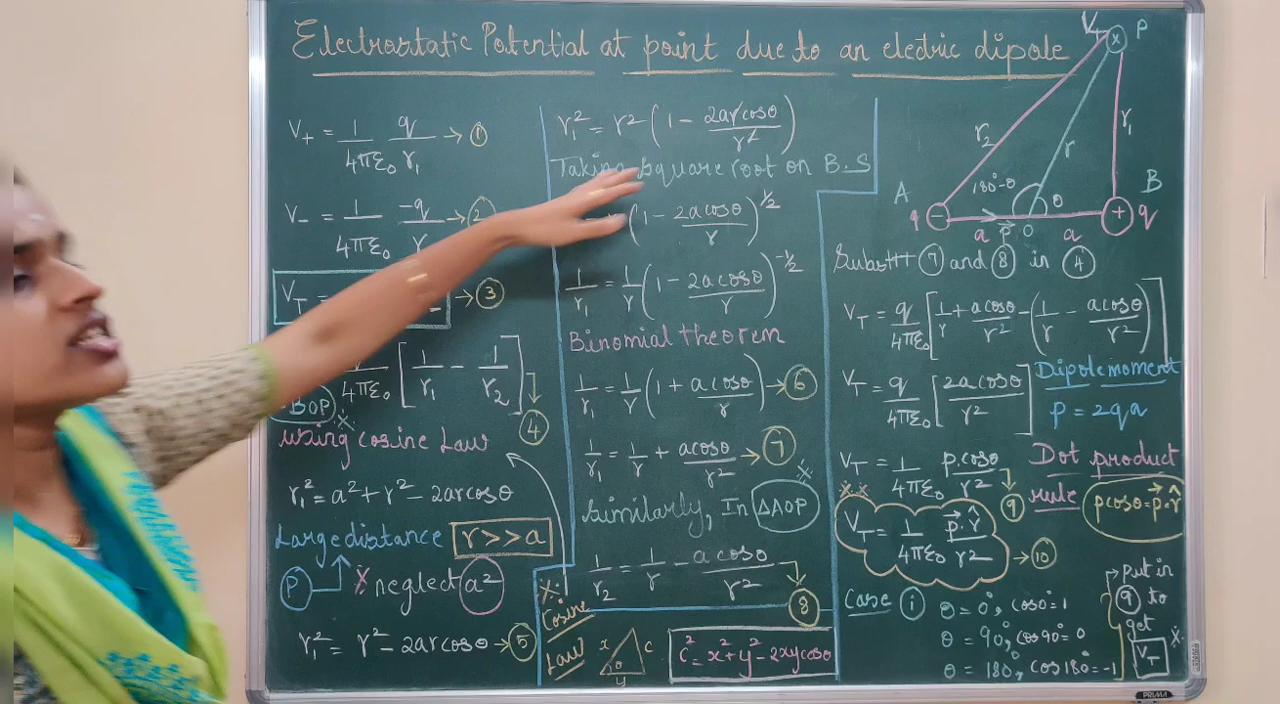 Electrostatic Potential at point due to an electric dipole
V+ = 1/4πε₀ q/r₁ → ①
V- = 1/4πε₀ -q/r → ②
V_T = → ③
4πε₀ [1/r₁ - 1/r₂] → ④
BOP
using cosine Law
r₁² = a² + r² - 2ar cosθ
Large distance r >> a
P neglect a²
r₁² = r² - 2ar cosθ → ⑤
r₁² = r² (1 - 2ar cosθ/r²)
Taking square root on B.S
(1 - 2a cosθ/r)^1/2
1/r₁ = 1/r (1 - 2a cosθ/r)^-1/2
Binomial theorem
1/r₁ = 1/r (1 + a cosθ/r) → ⑥
1/r₁ = 1/r + a cosθ/r² → ⑦
Similarly, In ΔAOP
1/r₂ = 1/r - a cosθ/r² → ⑧
Cosine
Law
x c
θ
y
c² = x² + y² - 2xy cosθ
V_T P
r₂ r r₁
A 180°-θ θ B
q - a p⃗ O a + q
Substt ⑦ and ⑧ in ④
V_T = q/4πε₀ [1/r + a cosθ/r² - (1/r - a cosθ/r²)]
V_T = q/4πε₀ [2a cosθ/r²]
Dipole moment
p = 2qa
V_T = 1/4πε₀ p.cosθ/r² → ⑨
Dot product
rule pcosθ = p⃗.r̂
V_T = 1/4πε₀ p⃗.r̂/r² → ⑩
Case ⓘ θ = 0°, cos0° = 1
θ = 90°, cos90° = 0
θ = 180°, cos180° = -1
put in
⑨ to
get
V_T
PRIMA